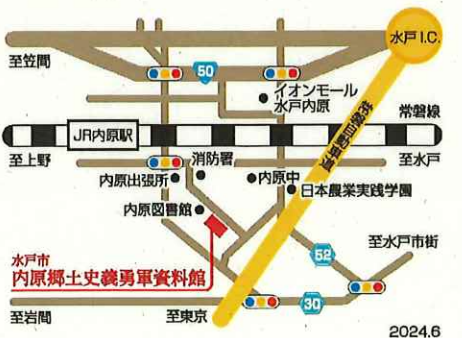 水戸I.C.
至笠間
50
イオンモール
水戸内原
常磐線
JR内原駅
常磐自動車道
至上野
消防署
至水戸
内原出張所
内原中
日本農業実践学園
内原図書館
水戸市
内原郷土史義勇軍資料館
52
至水戸市街
30
至岩間
至東京
2024.6